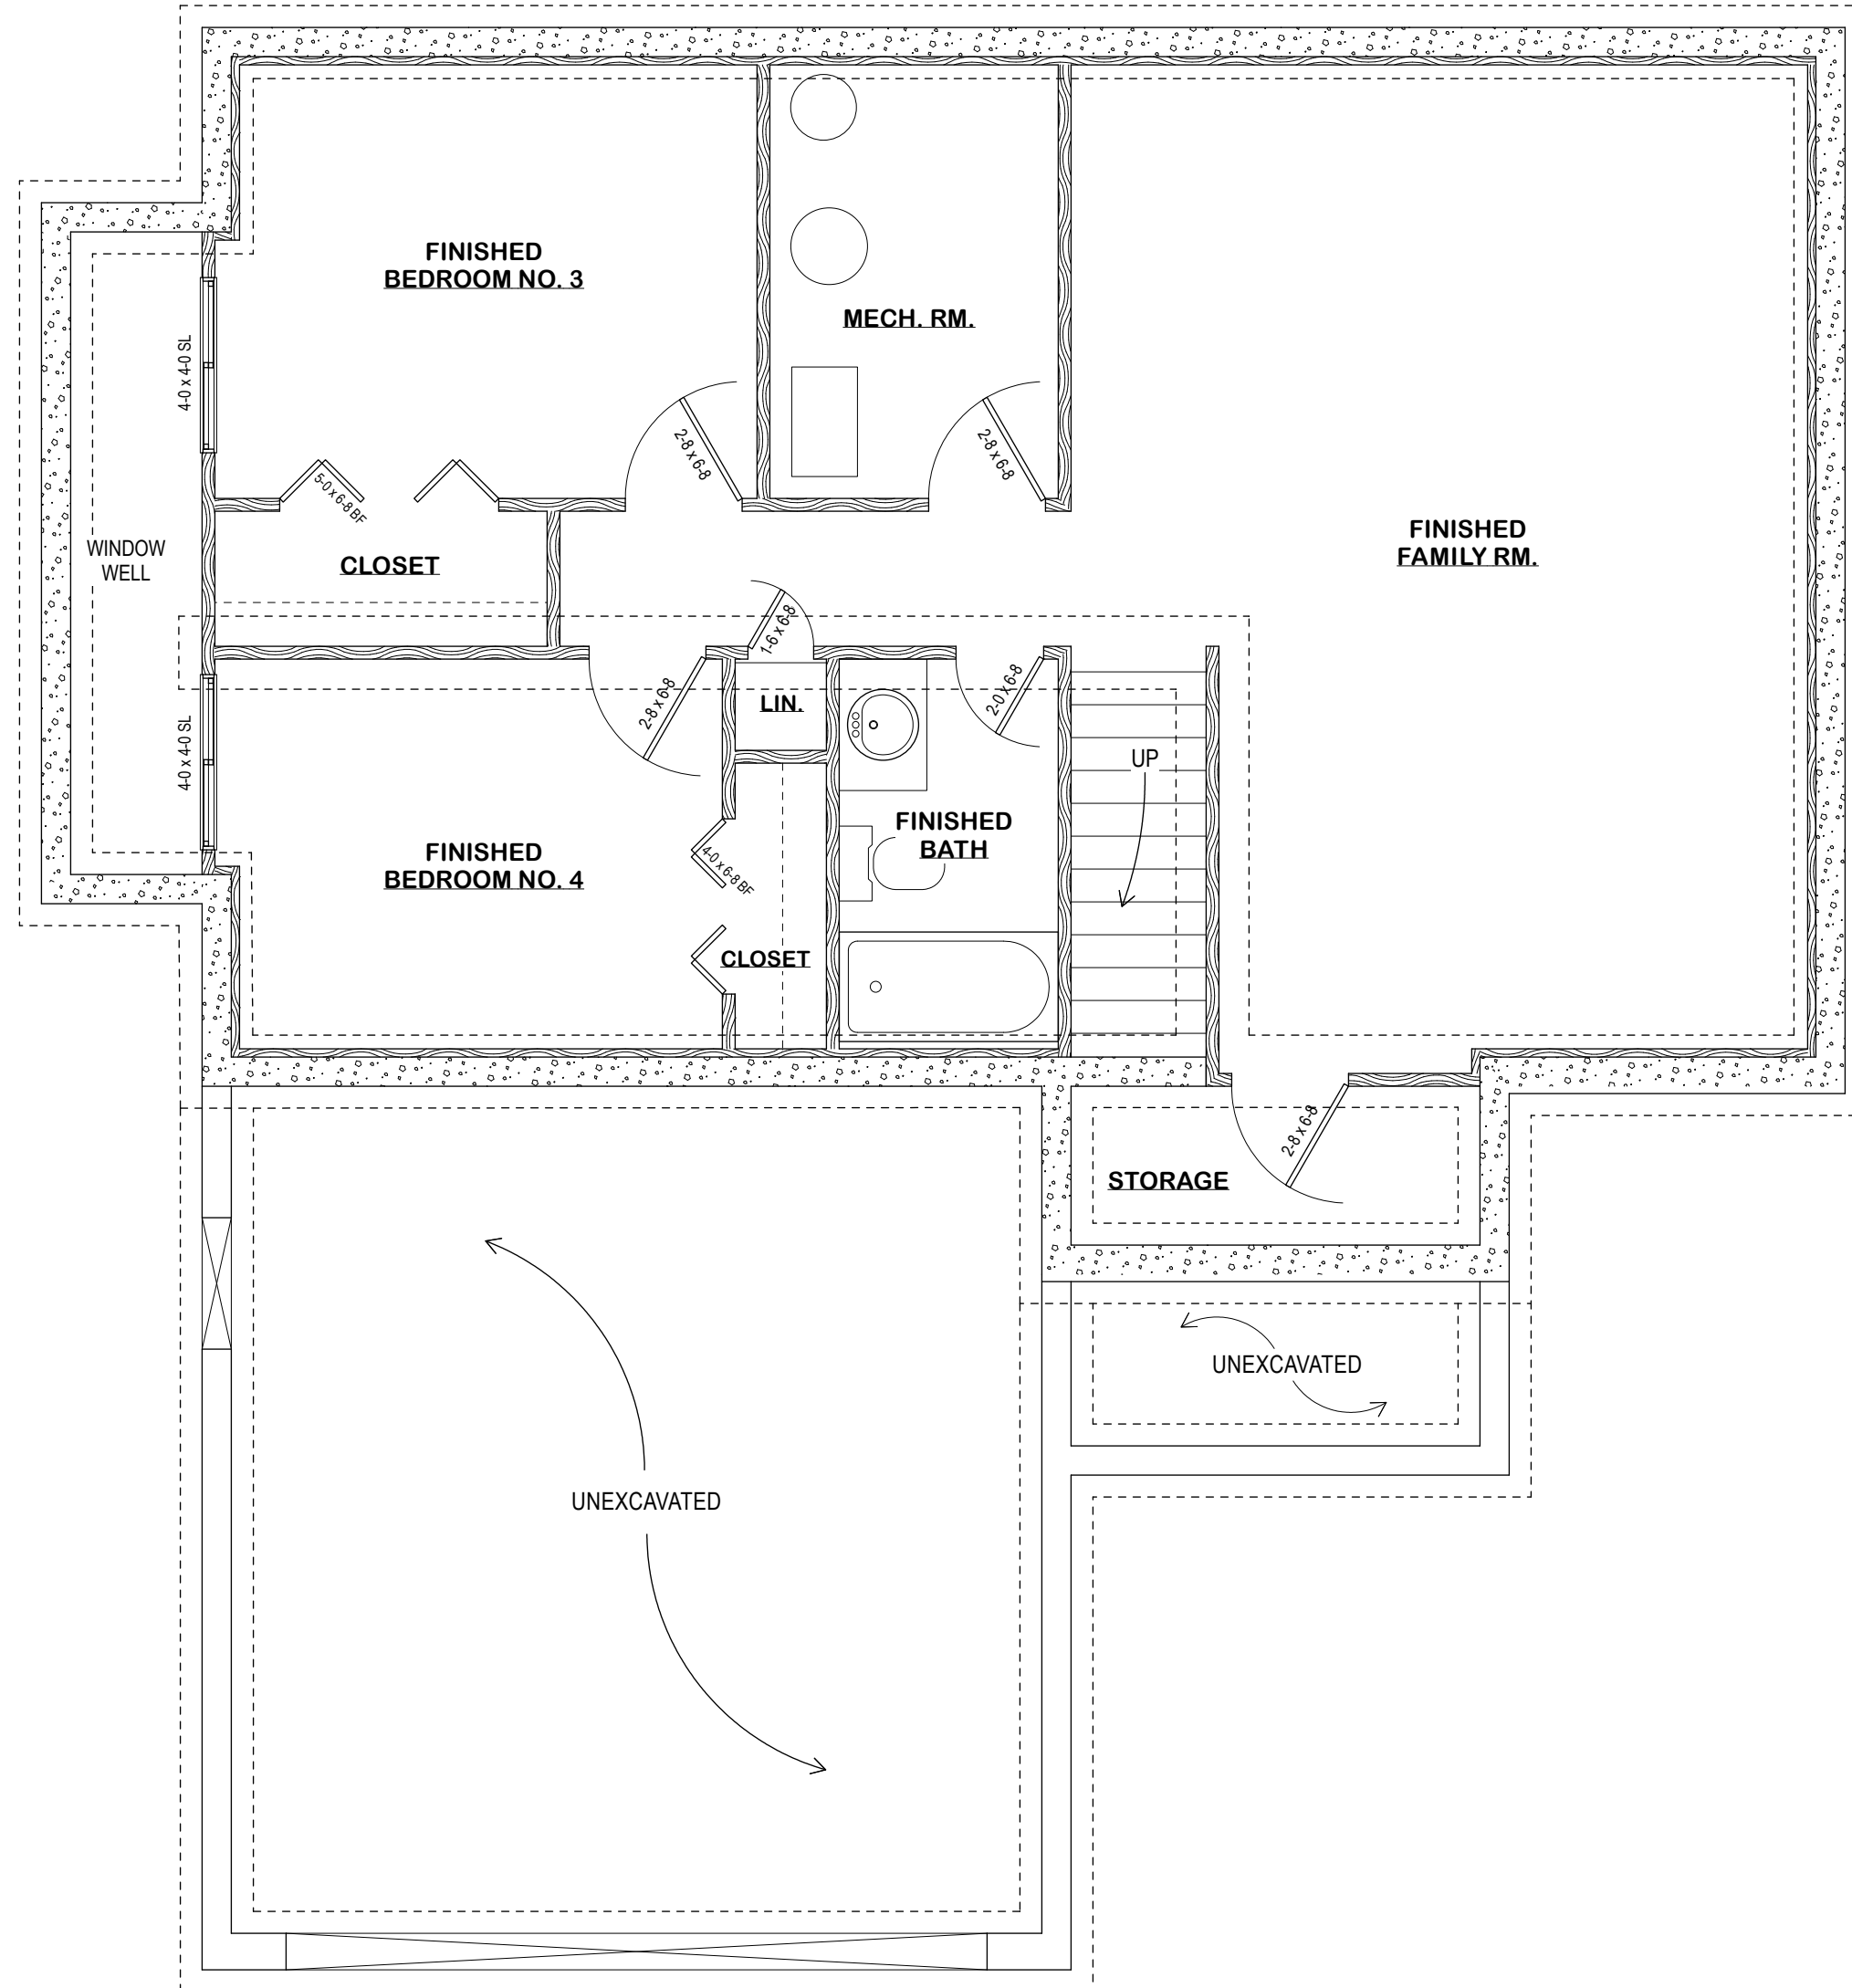 FINISHED
BEDROOM NO. 3
MECH. RM.
4-0 x 4-0 SL
2-8 x 6-8
2-8 x 6-8
5-0 x 6-8 BF
WINDOW
WELL
CLOSET
FINISHED
FAMILY RM.
1-6 x 6-8
2-8 x 6-8
LIN.
2-0 x 6-8
4-0 x 4-0 SL
UP
FINISHED
BATH
FINISHED
BEDROOM NO. 4
4-0 x 6-8 BF
CLOSET
2-8 x 6-8
STORAGE
UNEXCAVATED
UNEXCAVATED